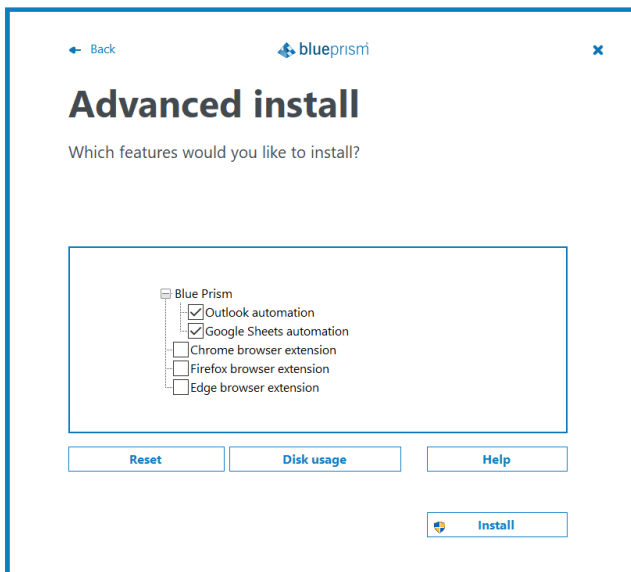 Back
blueprism
Advanced install
Which features would you like to install?
Blue Prism
Outlook automation
Google Sheets automation
Chrome browser extension
Firefox browser extension
Edge browser extension
Reset
Disk usage
Help
Install